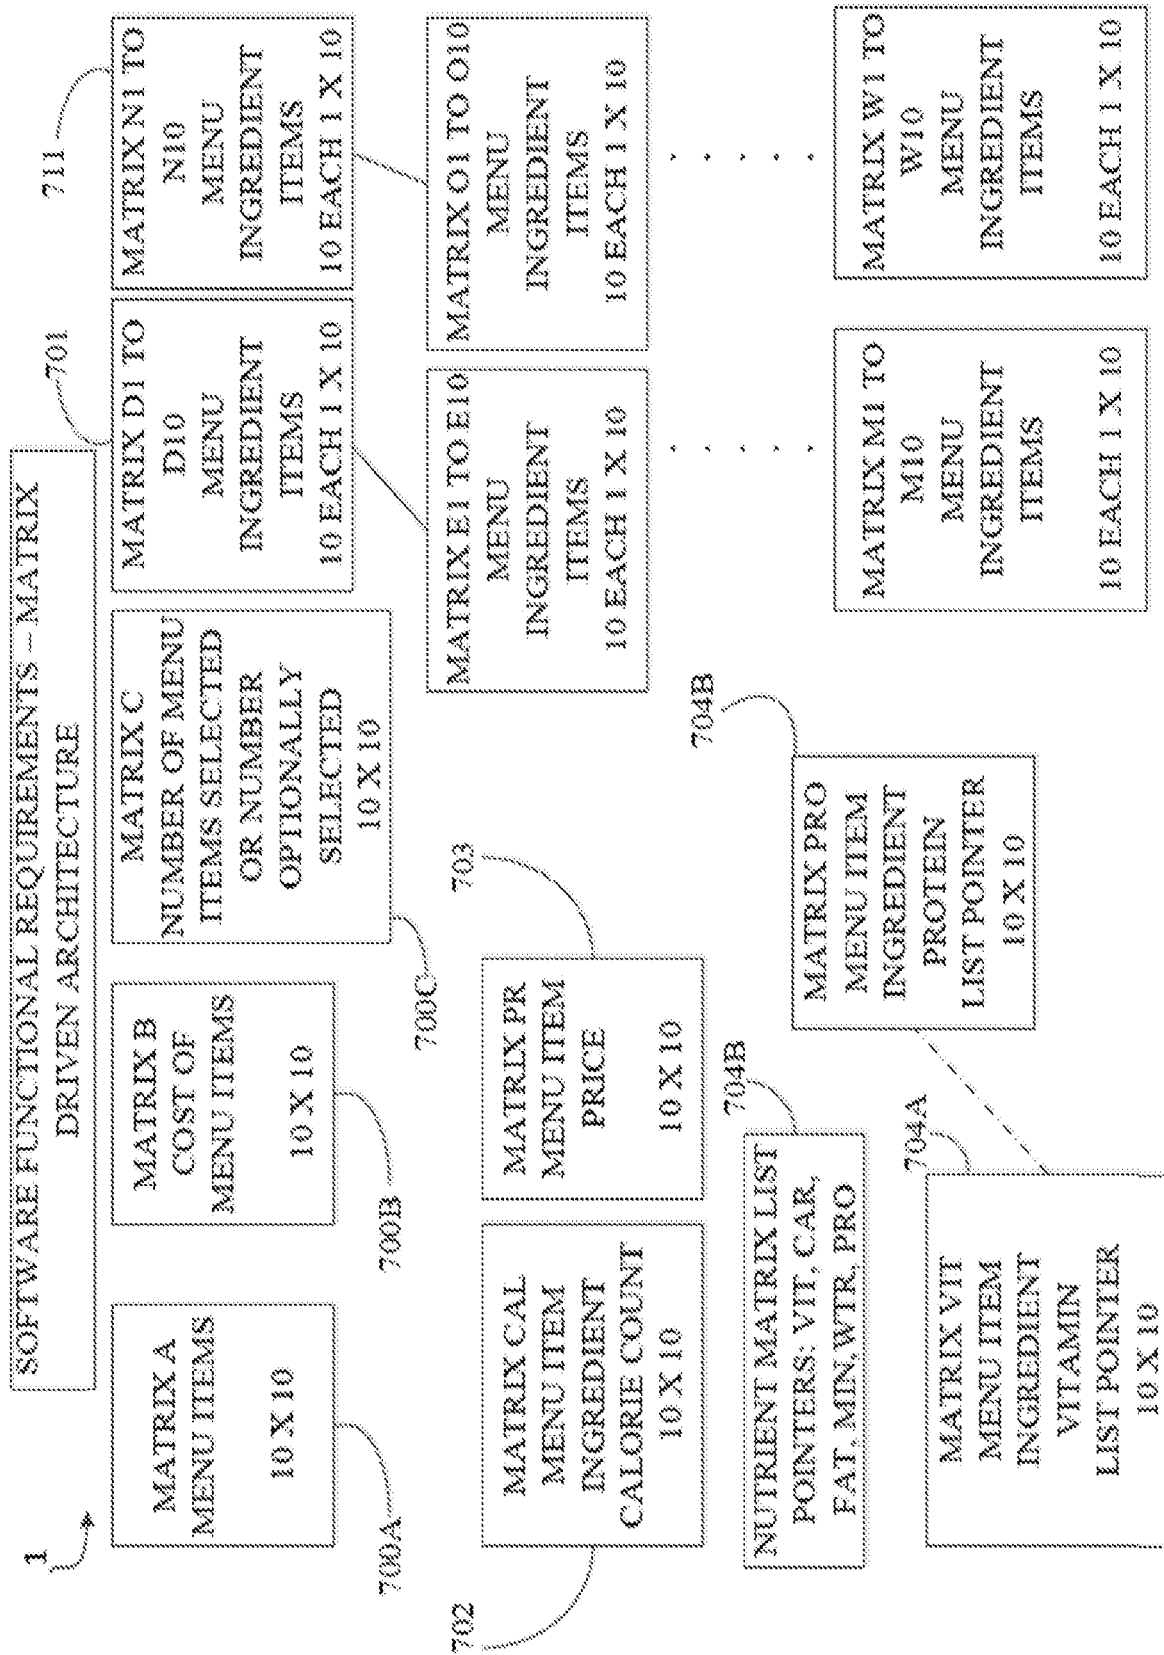 1
SOFTWARE FUNCTIONAL REQUIREMENTS – MATRIX
DRIVEN ARCHITECTURE
MATRIX A
MENU ITEMS
10 X 10
700A
MATRIX B
COST OF
MENU ITEMS
10 X 10
700B
MATRIX C
NUMBER OF MENU
ITEMS SELECTED
OR NUMBER
OPTIONALLY
SELECTED
10 X 10
700C
701
MATRIX D1 TO
D10
MENU
INGREDIENT
ITEMS
10 EACH 1 X 10
711
MATRIX N1 TO
N10
MENU
INGREDIENT
ITEMS
10 EACH 1 X 10
702
MATRIX CAL
MENU ITEM
INGREDIENT
CALORIE COUNT
10 X 10
703
MATRIX PR
MENU ITEM
PRICE
10 X 10
MATRIX E1 TO E10
MENU
INGREDIENT
ITEMS
10 EACH 1 X 10
MATRIX O1 TO O10
MENU
INGREDIENT
ITEMS
10 EACH 1 X 10
NUTRIENT MATRIX LIST
POINTERS: VIT, CAR,
FAT, MIN, WTR, PRO
704B
704B
MATRIX PRO
MENU ITEM
INGREDIENT
PROTEIN
LIST POINTER
10 X 10
704A
MATRIX VIT
MENU ITEM
INGREDIENT
VITAMIN
LIST POINTER
10 X 10
MATRIX M1 TO
M10
MENU
INGREDIENT
ITEMS
10 EACH 1 X 10
MATRIX W1 TO
W10
MENU
INGREDIENT
ITEMS
10 EACH 1 X 10